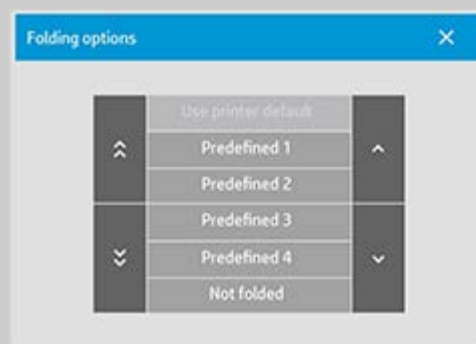 Folding options
Use printer default
Predefined 1
Predefined 2
Predefined 3
Predefined 4
Not folded